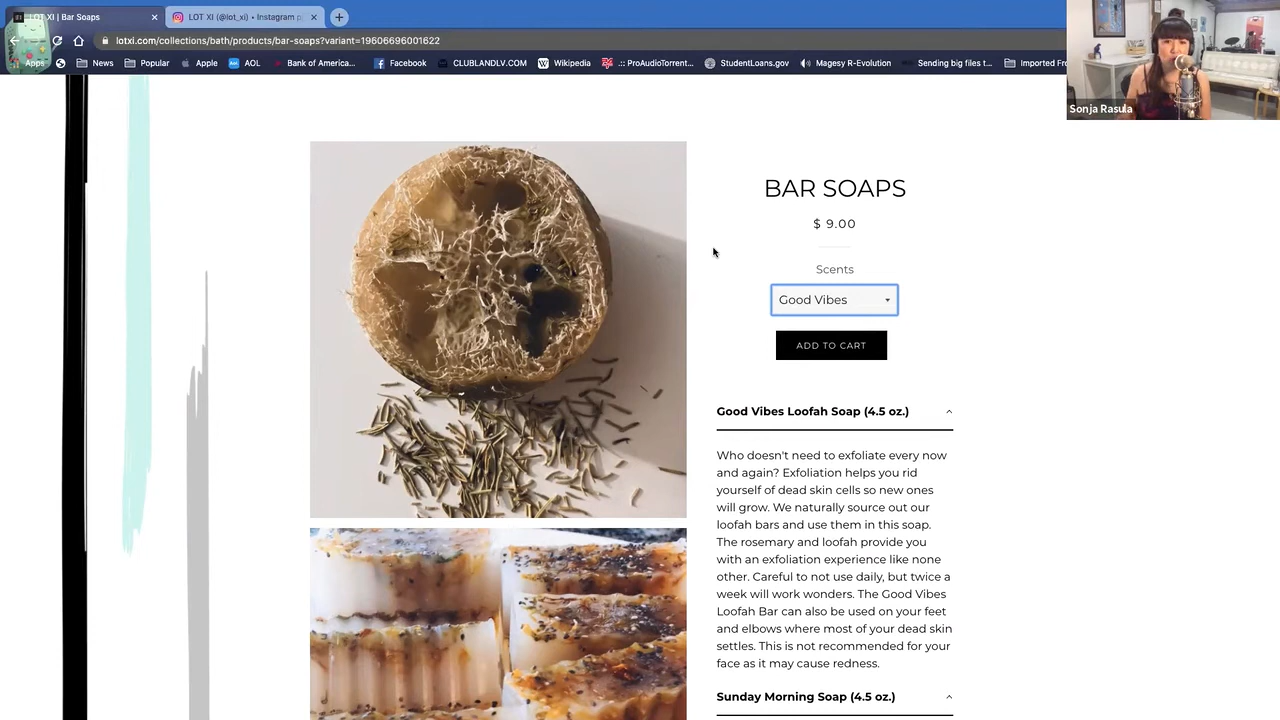 LOT XI | Bar Soaps
LOT XI (@lot_xi) • Instagram p
lotxi.com/collections/bath/products/bar-soaps?variant=19606696001622
Apps
News
Popular
Apple
AOL
Bank of America...
Facebook
CLUBLANDLV.COM
Wikipedia
.:: ProAudioTorrent...
StudentLoans.gov
Magesy R-Evolution
Sending big files t...
Imported Fr
Sonja Rasula
BAR SOAPS
$ 9.00
Scents
Good Vibes
ADD TO CART
Good Vibes Loofah Soap (4.5 oz.)
Who doesn't need to exfoliate every now
and again? Exfoliation helps you rid
yourself of dead skin cells so new ones
will grow. We naturally source out our
loofah bars and use them in this soap.
The rosemary and loofah provide you
with an exfoliation experience like none
other. Careful to not use daily, but twice a
week will work wonders. The Good Vibes
Loofah Bar can also be used on your feet
and elbows where most of your dead skin
settles. This is not recommended for your
face as it may cause redness.
Sunday Morning Soap (4.5 oz.)